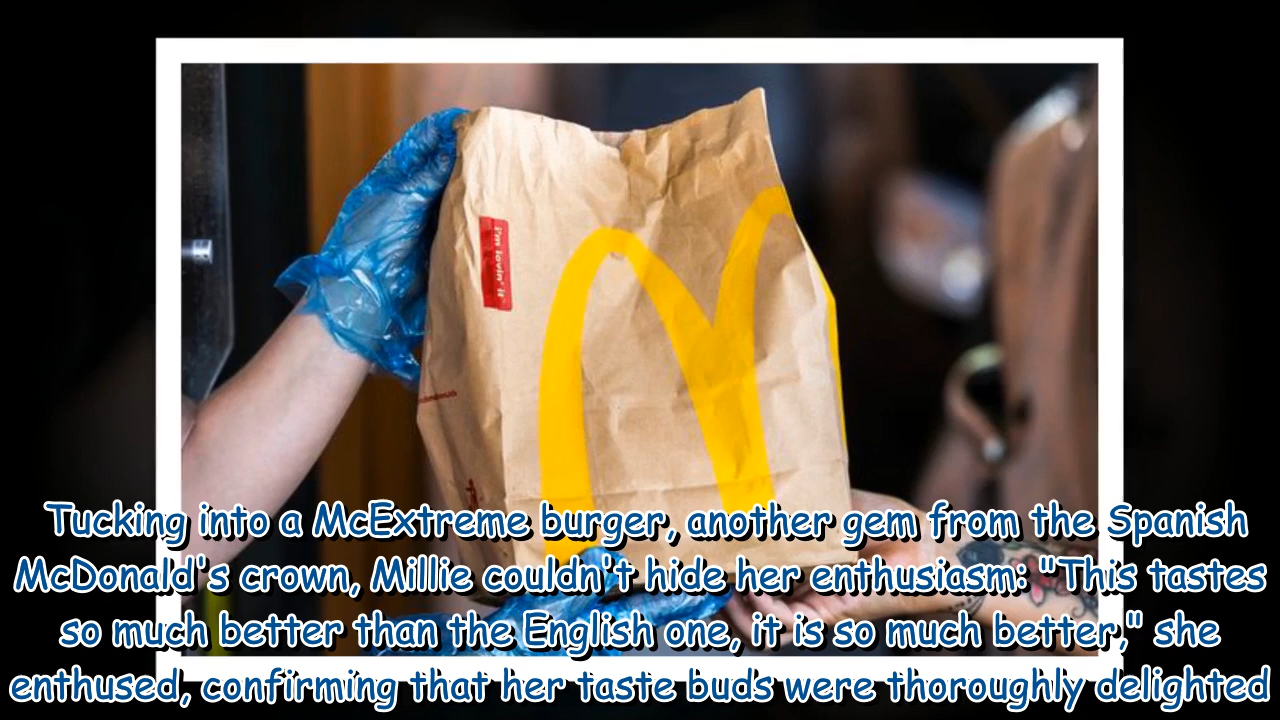 I'm lovin' it
Tucking into a McExtreme burger, another gem from the Spanish
McDonald's crown, Millie couldn't hide her enthusiasm: "This tastes
so much better than the English one, it is so much better," she
enthused, confirming that her taste buds were thoroughly delighted